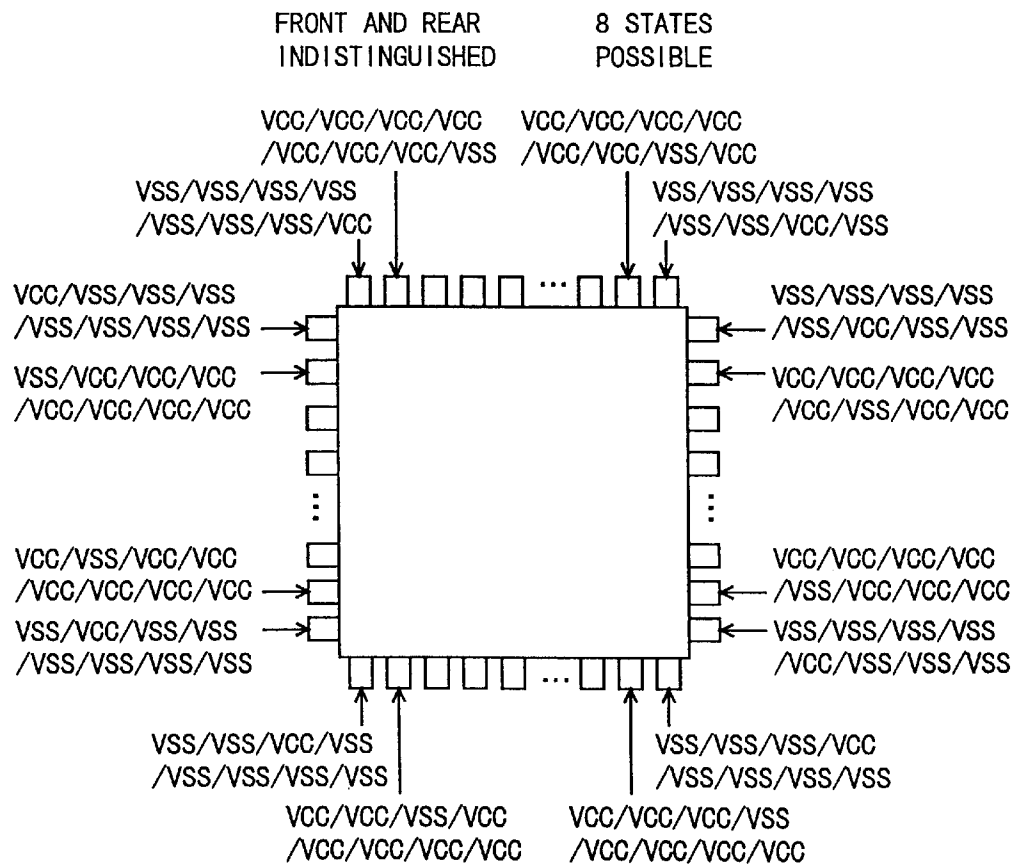 FRONT AND REAR
INDISTINGUISHED
8 STATES
POSSIBLE
VCC/VCC/VCC/VCC
/VCC/VCC/VCC/VSS
VCC/VCC/VCC/VCC
/VCC/VCC/VSS/VCC
VSS/VSS/VSS/VSS
/VSS/VSS/VSS/VCC
VSS/VSS/VSS/VSS
/VSS/VSS/VCC/VSS
VCC/VSS/VSS/VSS
/VSS/VSS/VSS/VSS
VSS/VSS/VSS/VSS
/VSS/VCC/VSS/VSS
VSS/VCC/VCC/VCC
/VCC/VCC/VCC/VCC
VCC/VCC/VCC/VCC
/VCC/VSS/VCC/VCC
VCC/VSS/VCC/VCC
/VCC/VCC/VCC/VCC
VCC/VCC/VCC/VCC
/VSS/VCC/VCC/VCC
VSS/VCC/VSS/VSS
/VSS/VSS/VSS/VSS
VSS/VSS/VSS/VSS
/VCC/VSS/VSS/VSS
VSS/VSS/VCC/VSS
/VSS/VSS/VSS/VSS
VSS/VSS/VSS/VCC
/VSS/VSS/VSS/VSS
VCC/VCC/VSS/VCC
/VCC/VCC/VCC/VCC
VCC/VCC/VCC/VSS
/VCC/VCC/VCC/VCC